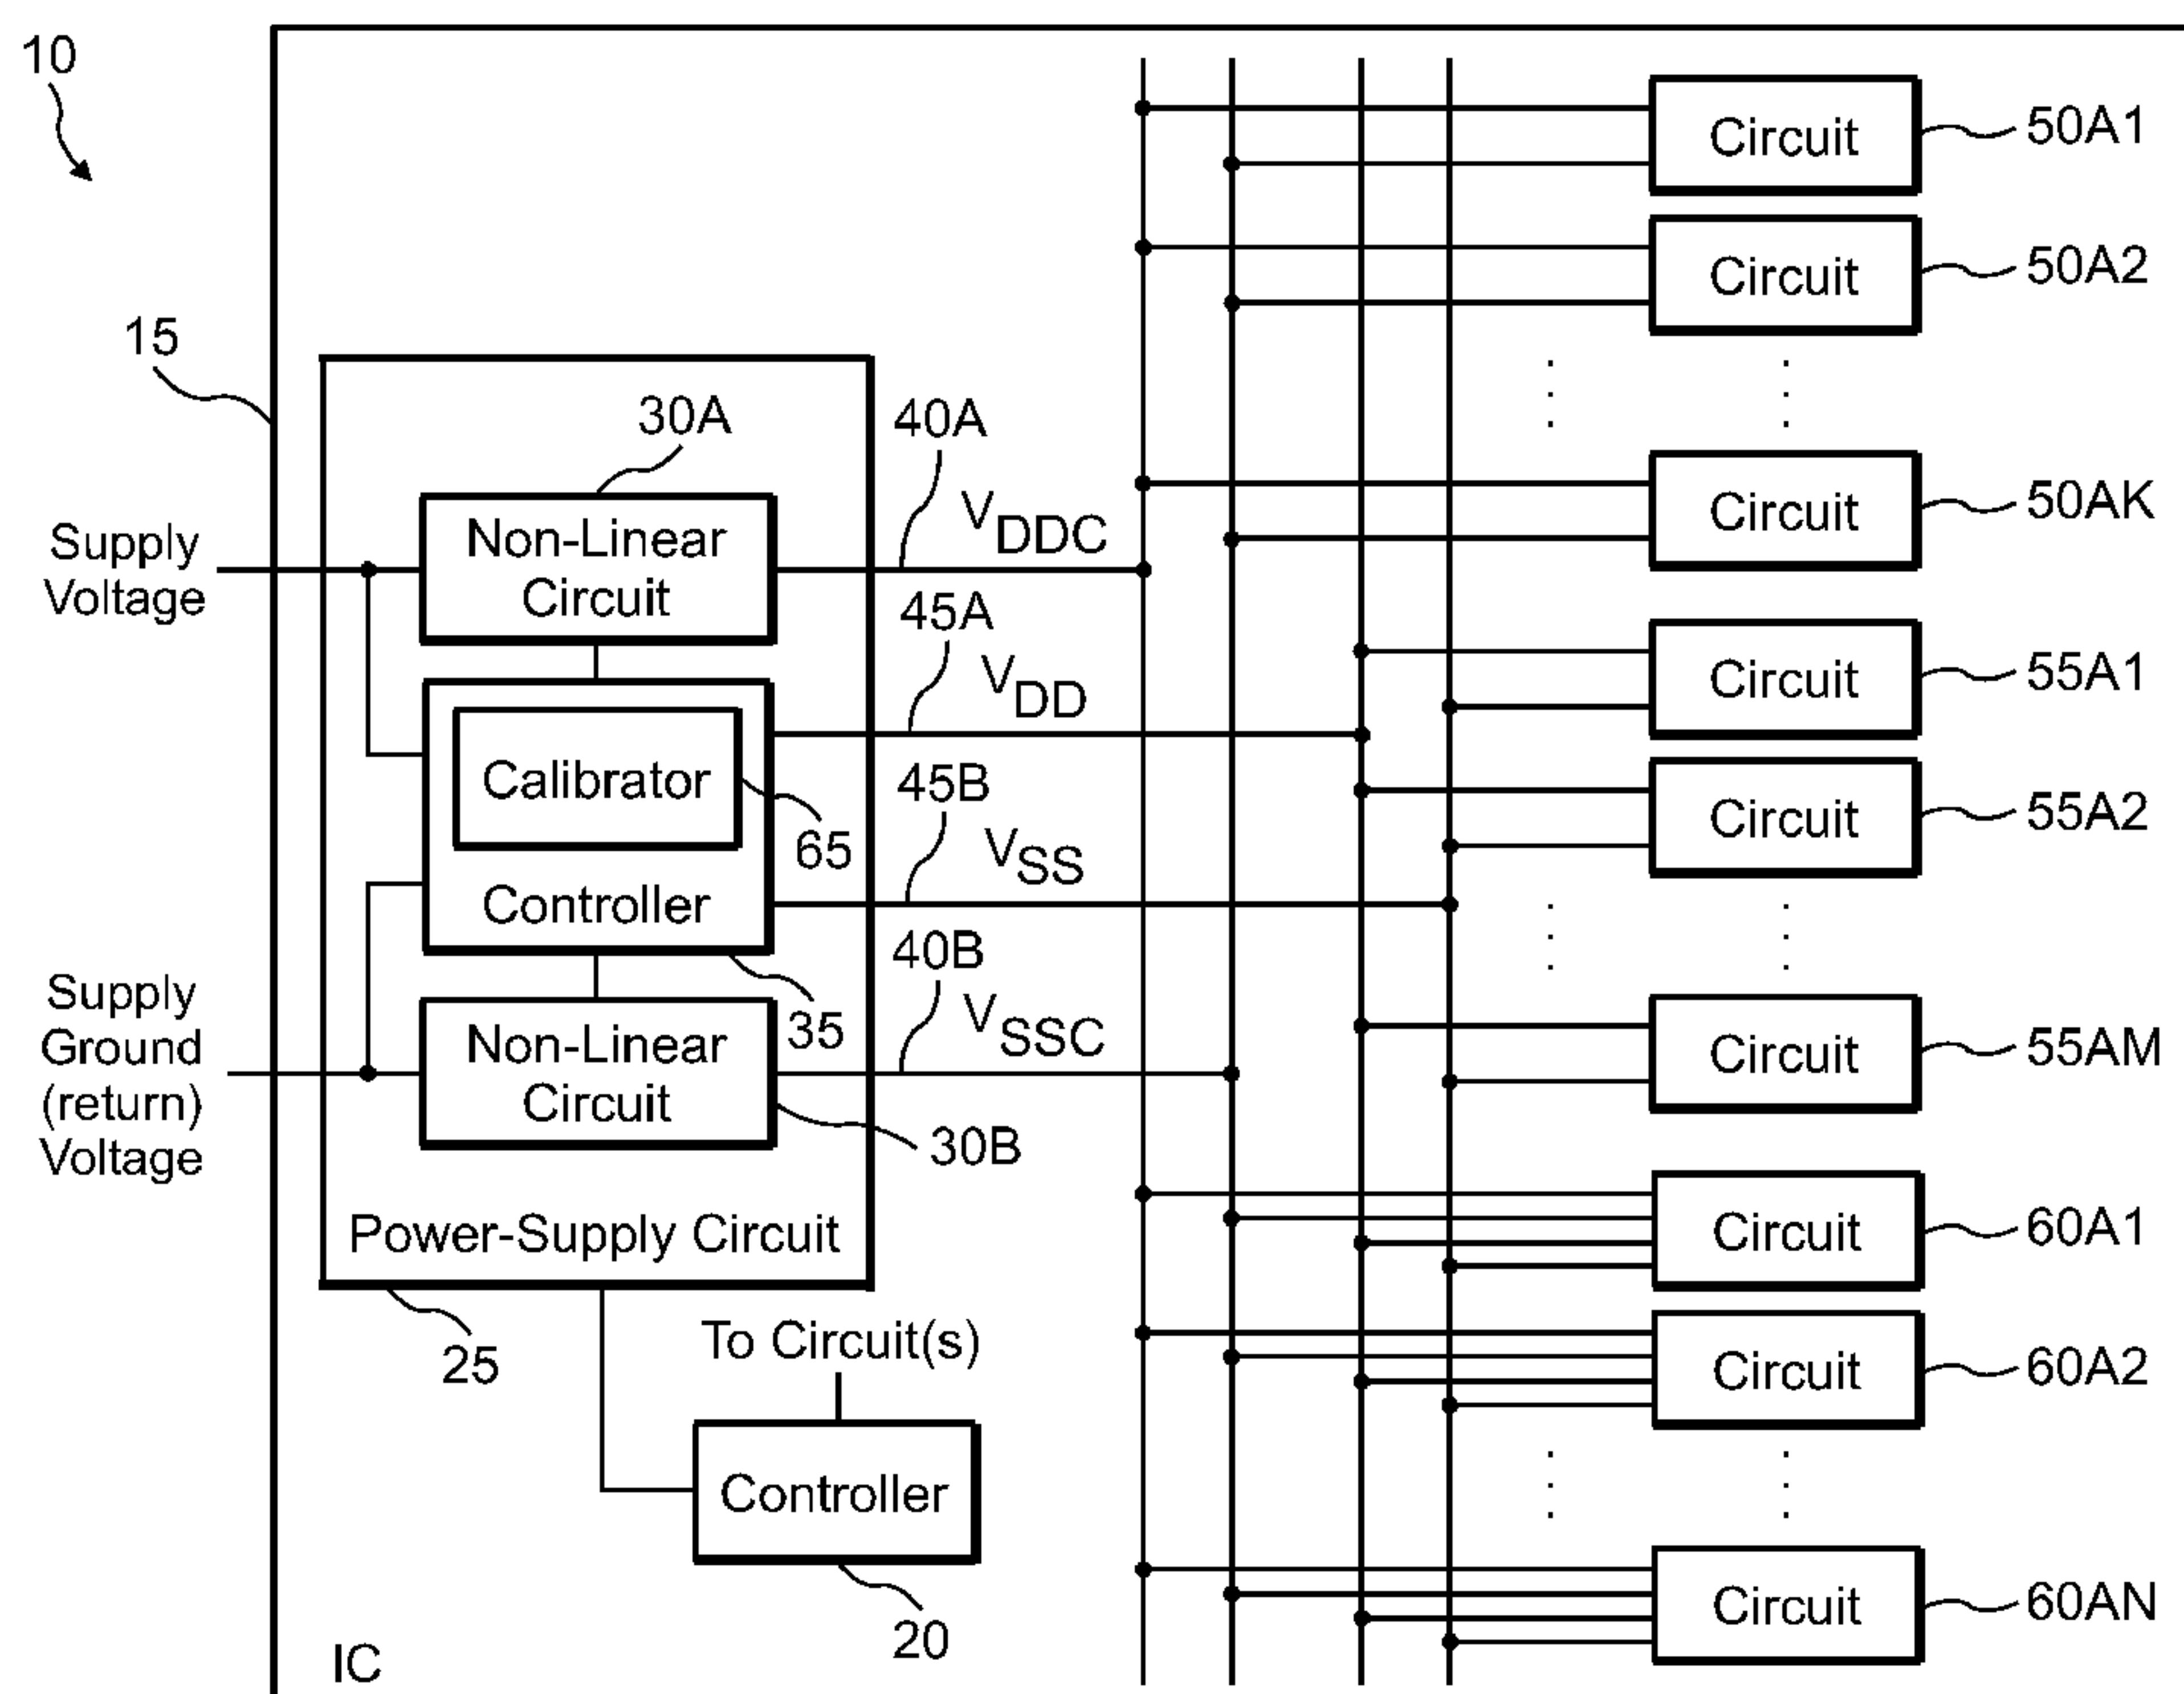 10
15
Supply
Voltage
Supply
Ground
(return)
Voltage
30A
Non-Linear
Circuit
Calibrator
65
Controller
35
Non-Linear
Circuit
30B
Power-Supply Circuit
25
40A
VDDC
45A
VDD
45B
VSS
40B
VSSC
To Circuit(s)
Controller
20
IC
Circuit 50A1
Circuit 50A2
Circuit 50AK
Circuit 55A1
Circuit 55A2
Circuit 55AM
Circuit 60A1
Circuit 60A2
Circuit 60AN